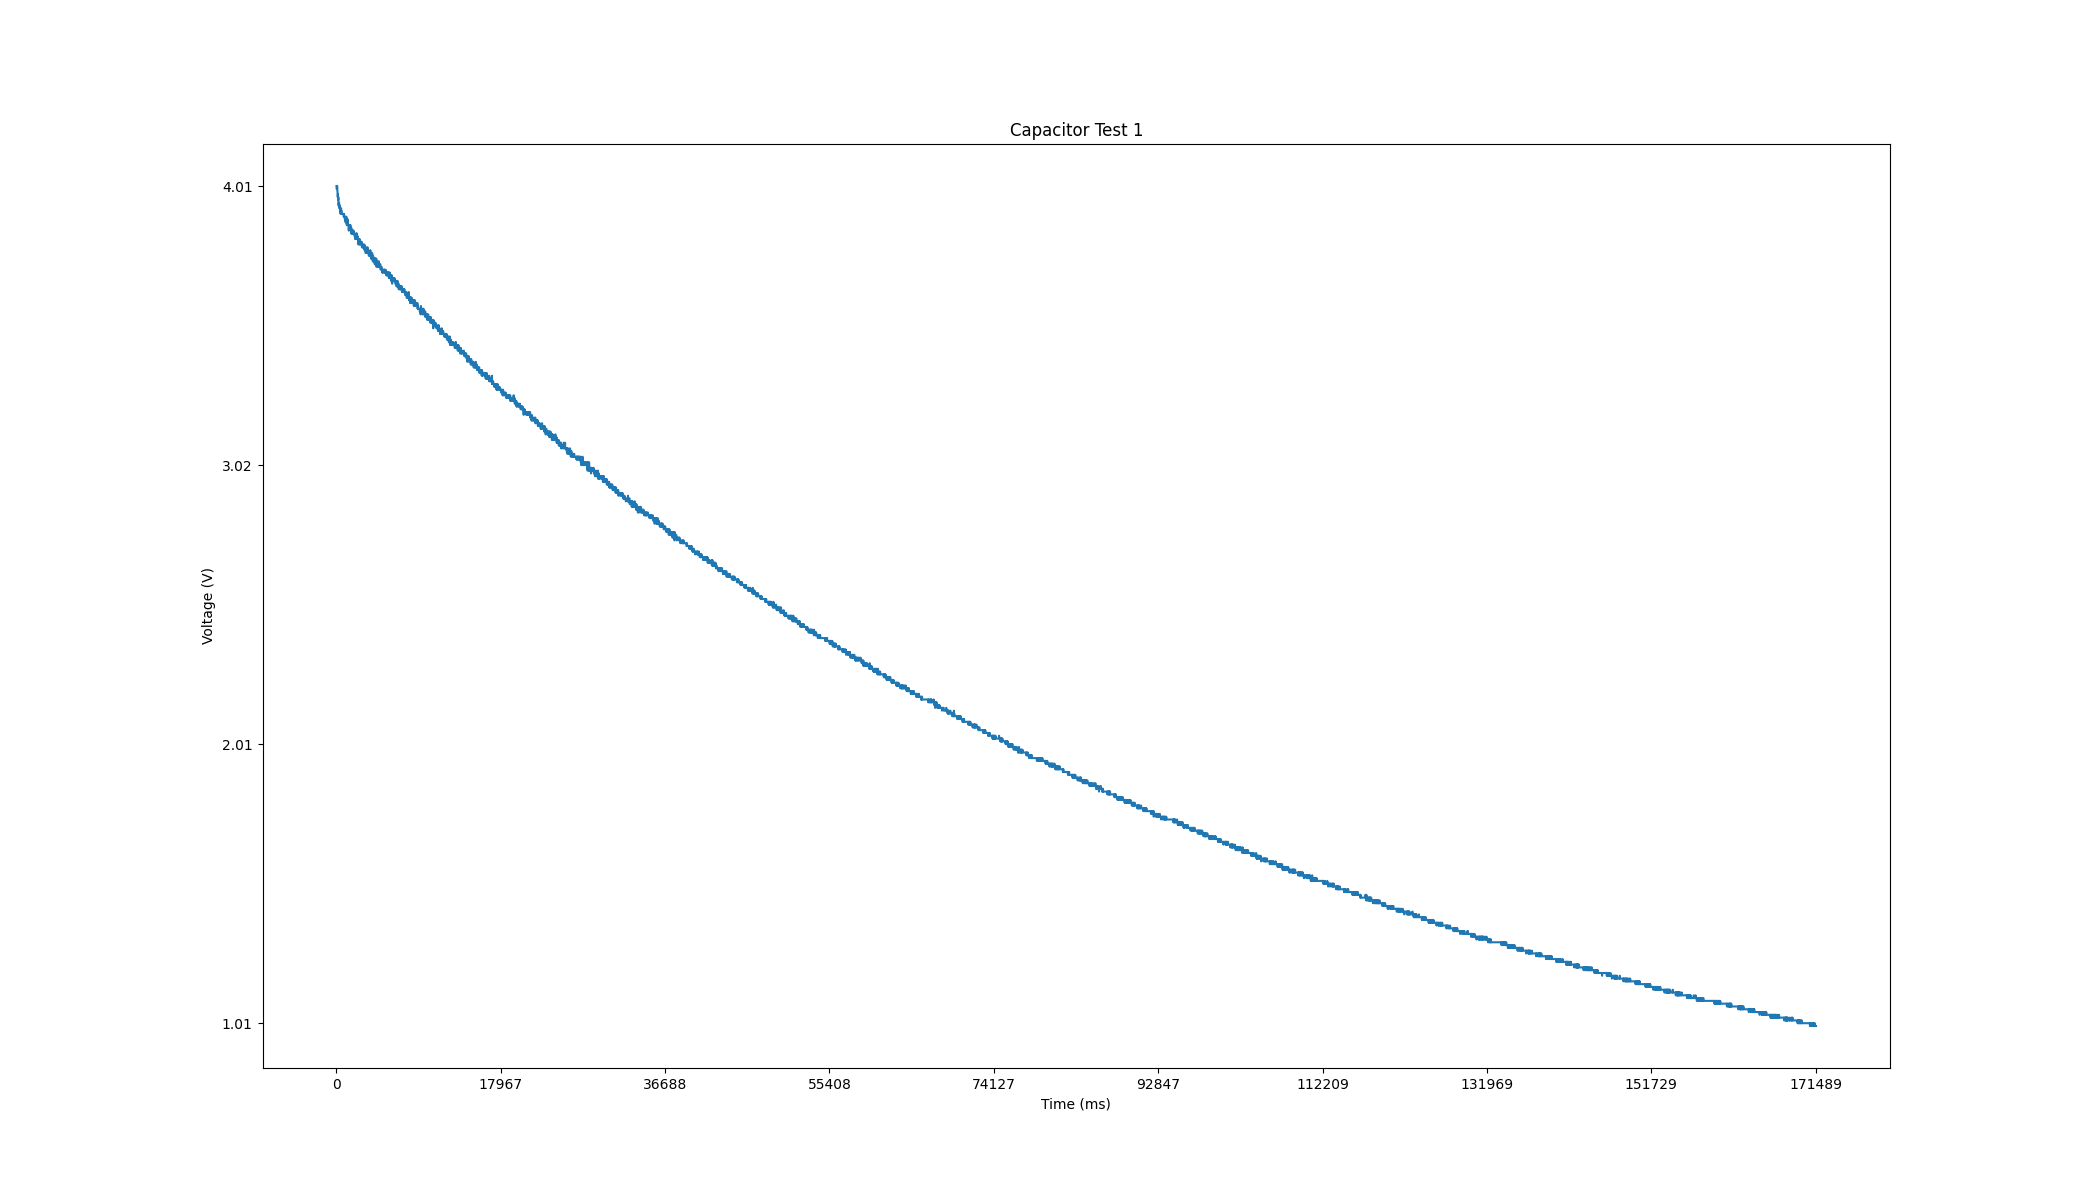 Capacitor Test 1
4.01
3.02
2.01
1.01
Voltage (V)
0 17967 36688 55408 74127 92847 112209 131969 151729 171489
Time (ms)